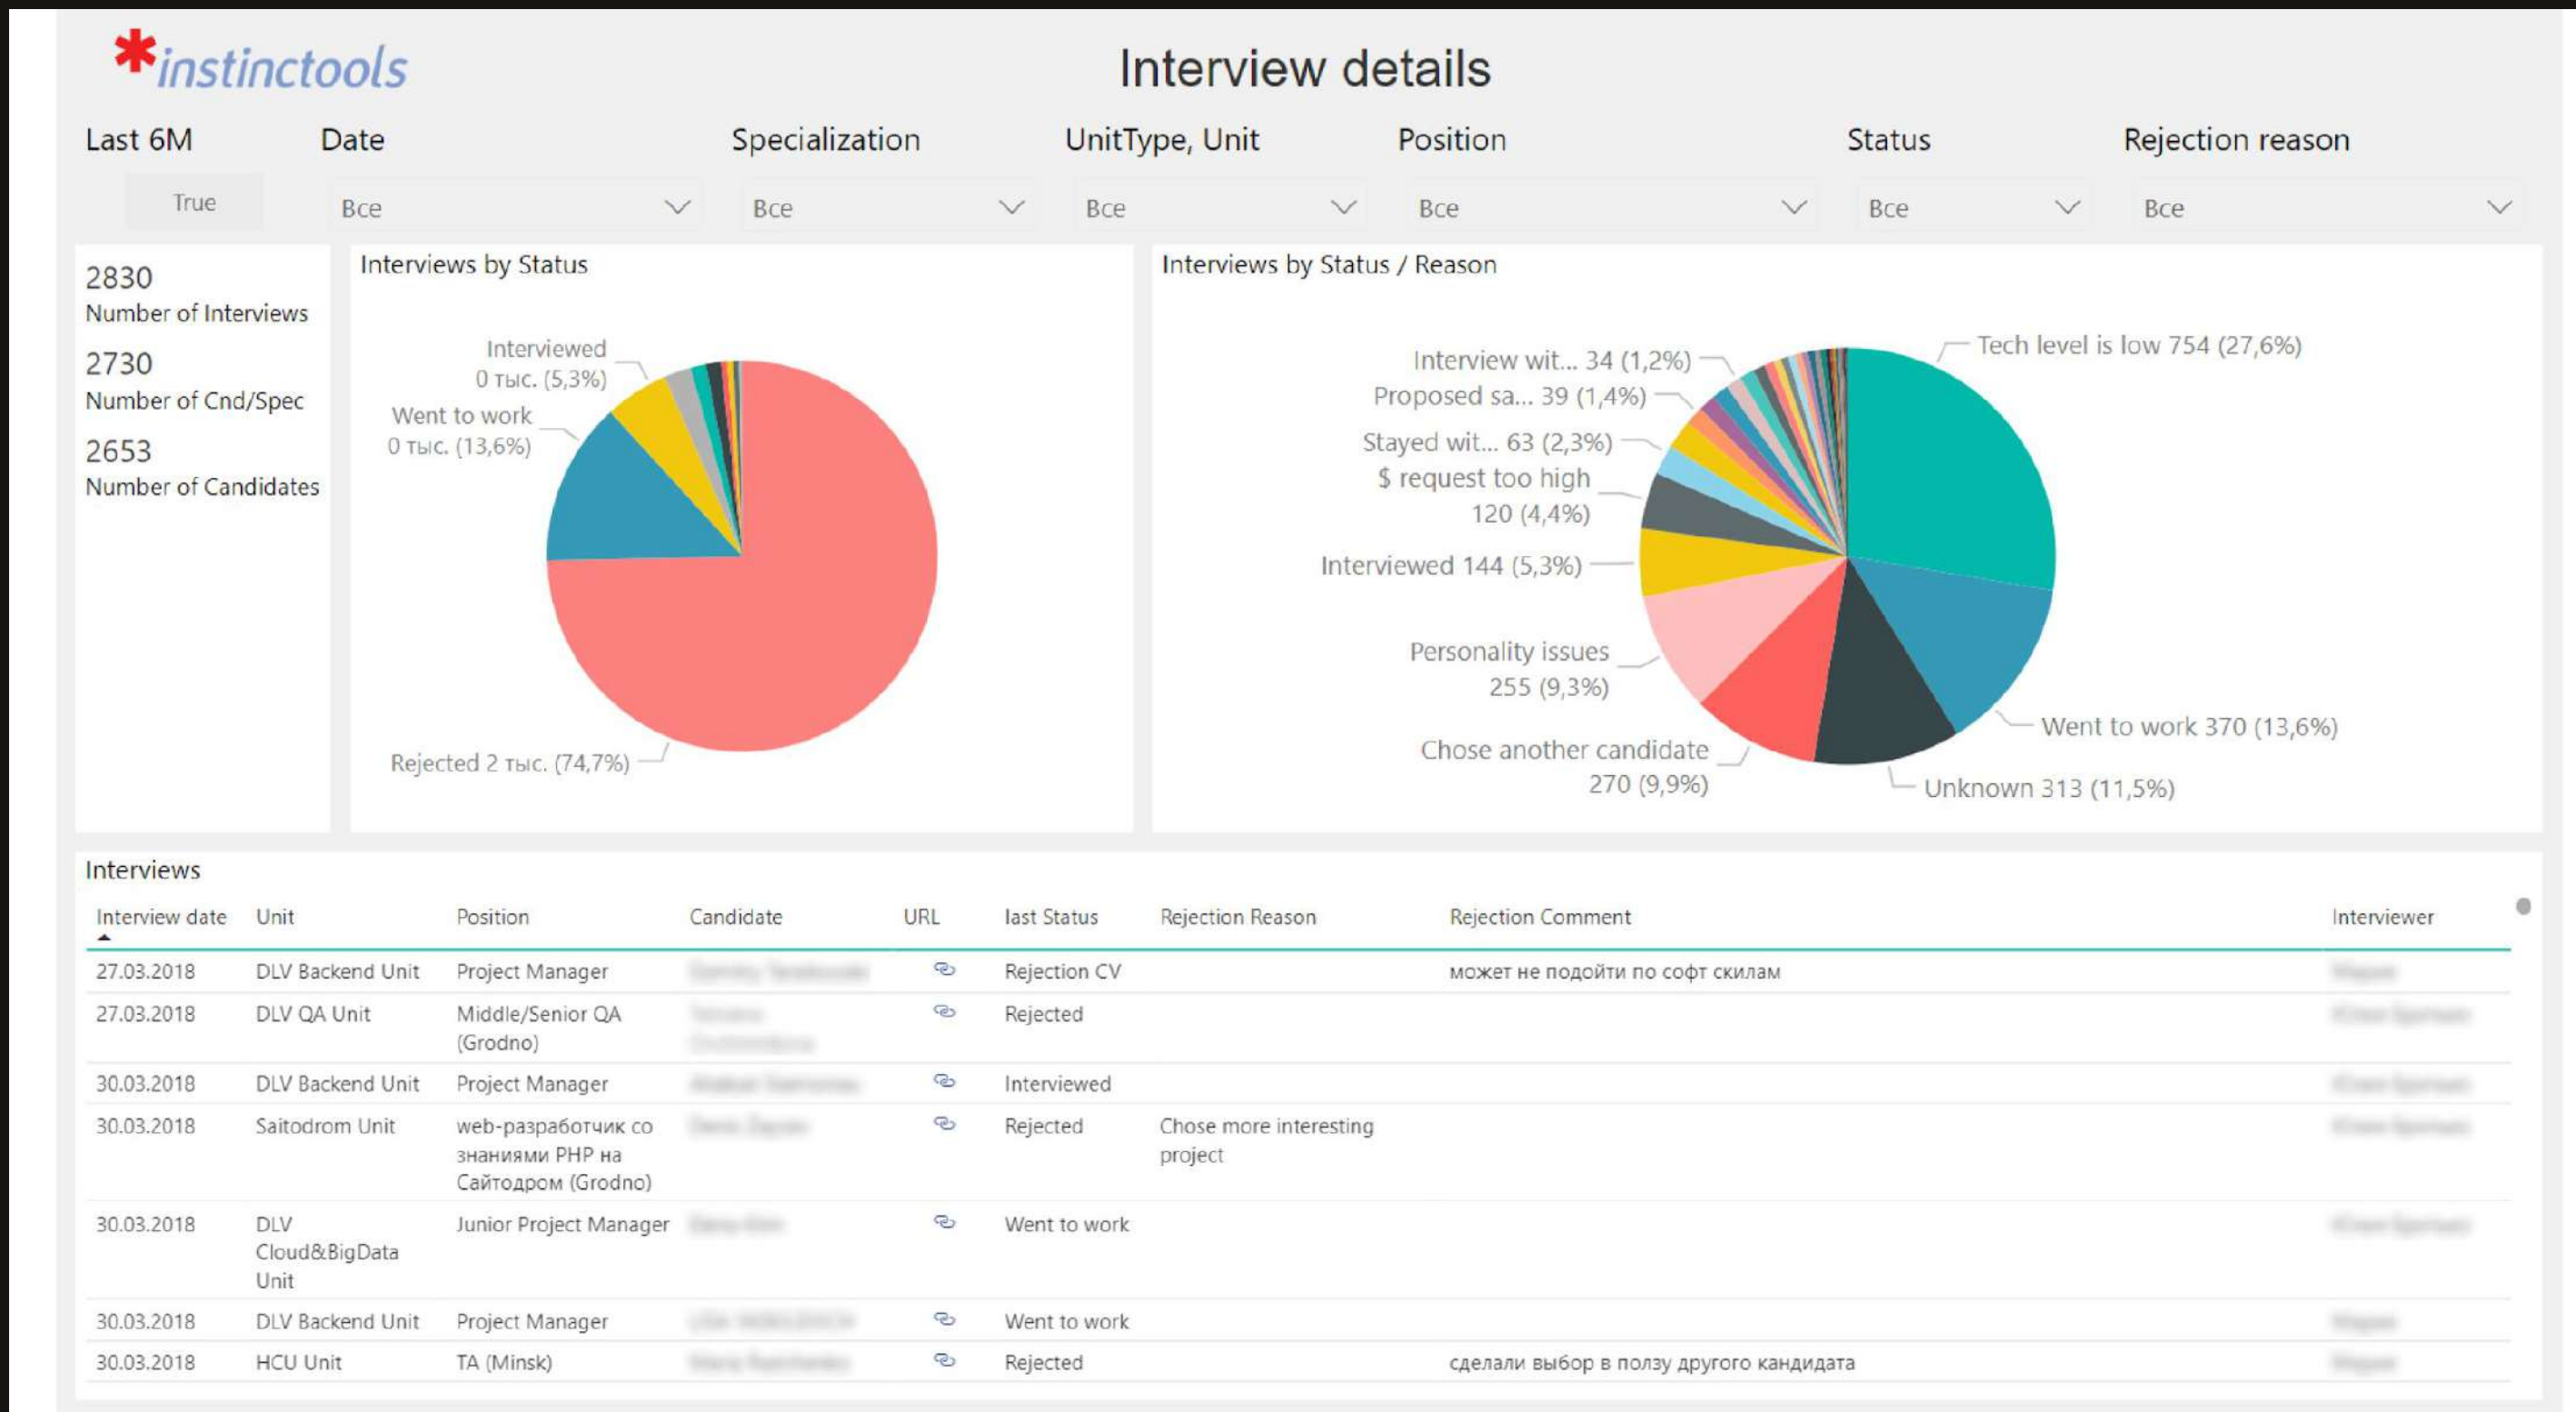 *instinctools
Interview details
Last 6M
Date
Specialization
UnitType, Unit
Position
Status
Rejection reason
True
Все
Все
Все
Все
Все
Все
2830
Number of Interviews
2730
Number of Cnd/Spec
2653
Number of Candidates
Interviews by Status
Interviewed
0 тыс. (5,3%)
Went to work
0 тыс. (13,6%)
Rejected 2 тыс. (74,7%)
Interviews by Status / Reason
Tech level is low 754 (27,6%)
Interview wit... 34 (1,2%)
Proposed sa... 39 (1,4%)
Stayed wit... 63 (2,3%)
$ request too high
120 (4,4%)
Interviewed 144 (5,3%)
Personality issues
255 (9,3%)
Chose another candidate
270 (9,9%)
Went to work 370 (13,6%)
Unknown 313 (11,5%)
Interviews
Interview date Unit Position Candidate URL last Status Rejection Reason Rejection Comment Interviewer
27.03.2018 DLV Backend Unit Project Manager Rejection CV может не подойти по софт скилам
27.03.2018 DLV QA Unit Middle/Senior QA Rejected
(Grodno)
30.03.2018 DLV Backend Unit Project Manager Interviewed
30.03.2018 Saitodrom Unit web-разработчик со Rejected Chose more interesting
знаниями PHP на project
Сайтодром (Grodno)
30.03.2018 DLV Junior Project Manager Went to work
Cloud&BigData
Unit
30.03.2018 DLV Backend Unit Project Manager Went to work
30.03.2018 HCU Unit TA (Minsk) Rejected сделали выбор в ползу другого кандидата